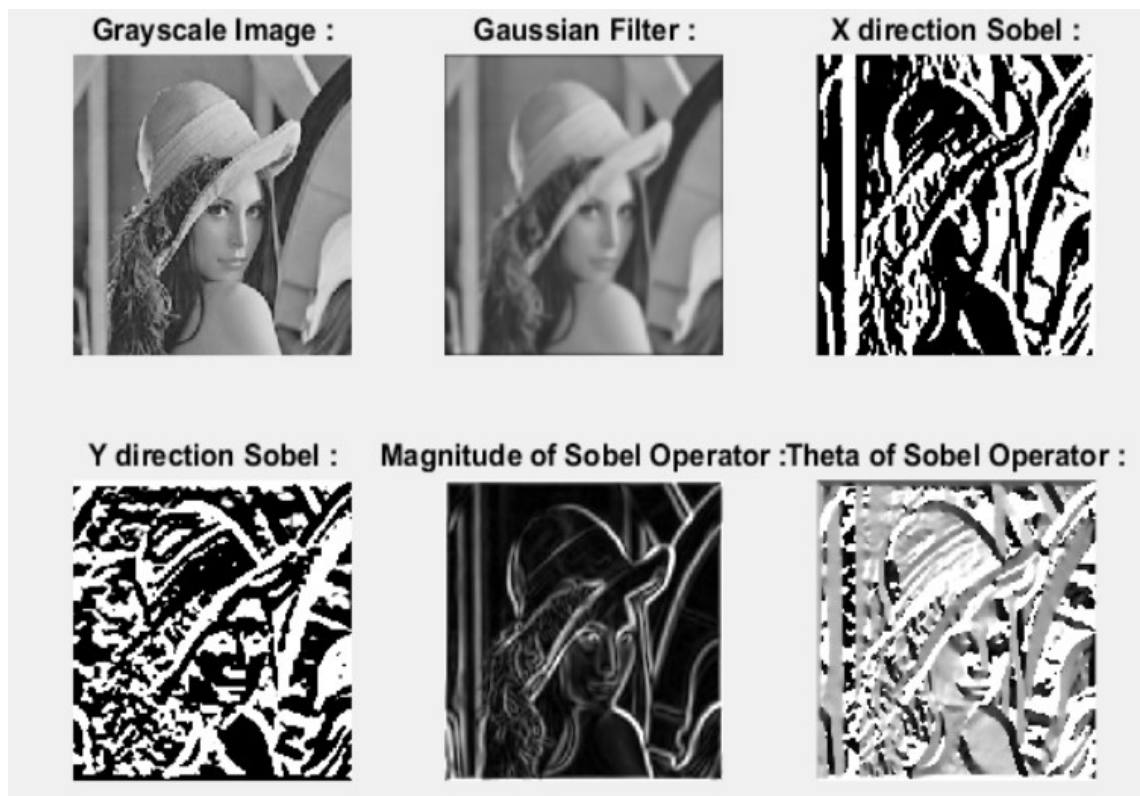 Grayscale Image :
Gaussian Filter :
X direction Sobel :
Y direction Sobel :
Magnitude of Sobel Operator :
Theta of Sobel Operator :